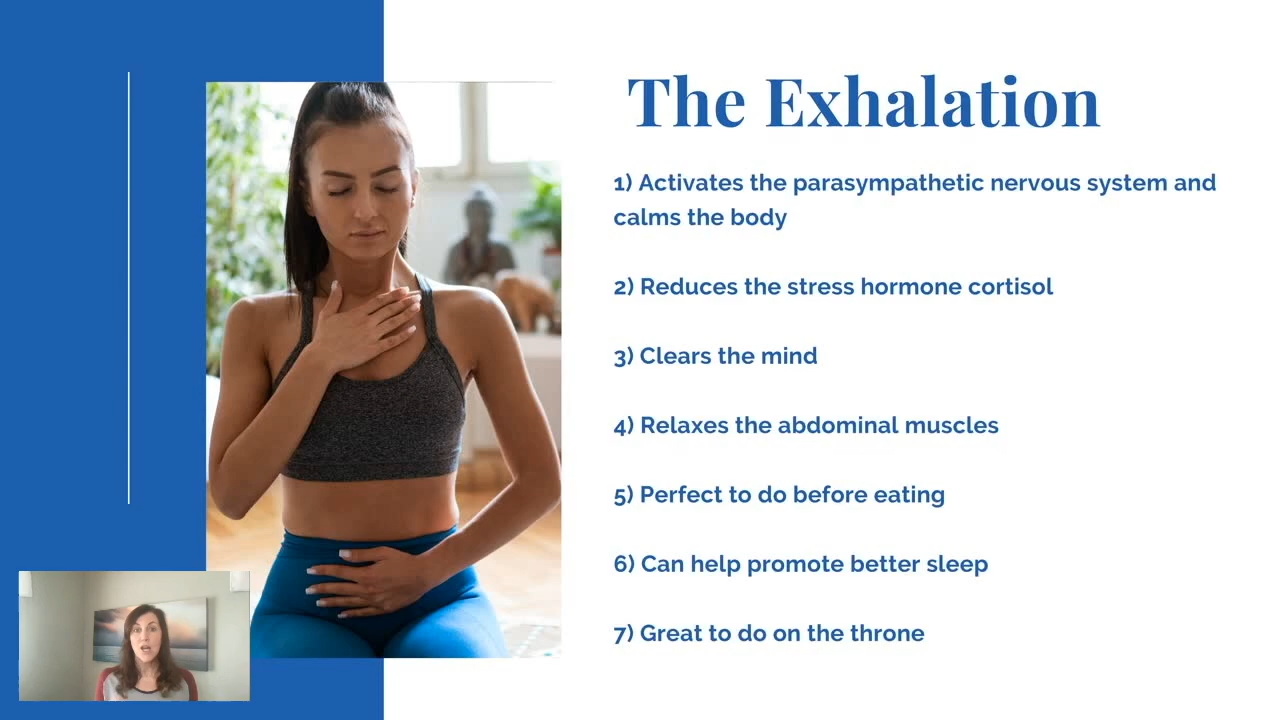 The Exhalation
1) Activates the parasympathetic nervous system and
calms the body
2) Reduces the stress hormone cortisol
3) Clears the mind
4) Relaxes the abdominal muscles
5) Perfect to do before eating
6) Can help promote better sleep
7) Great to do on the throne